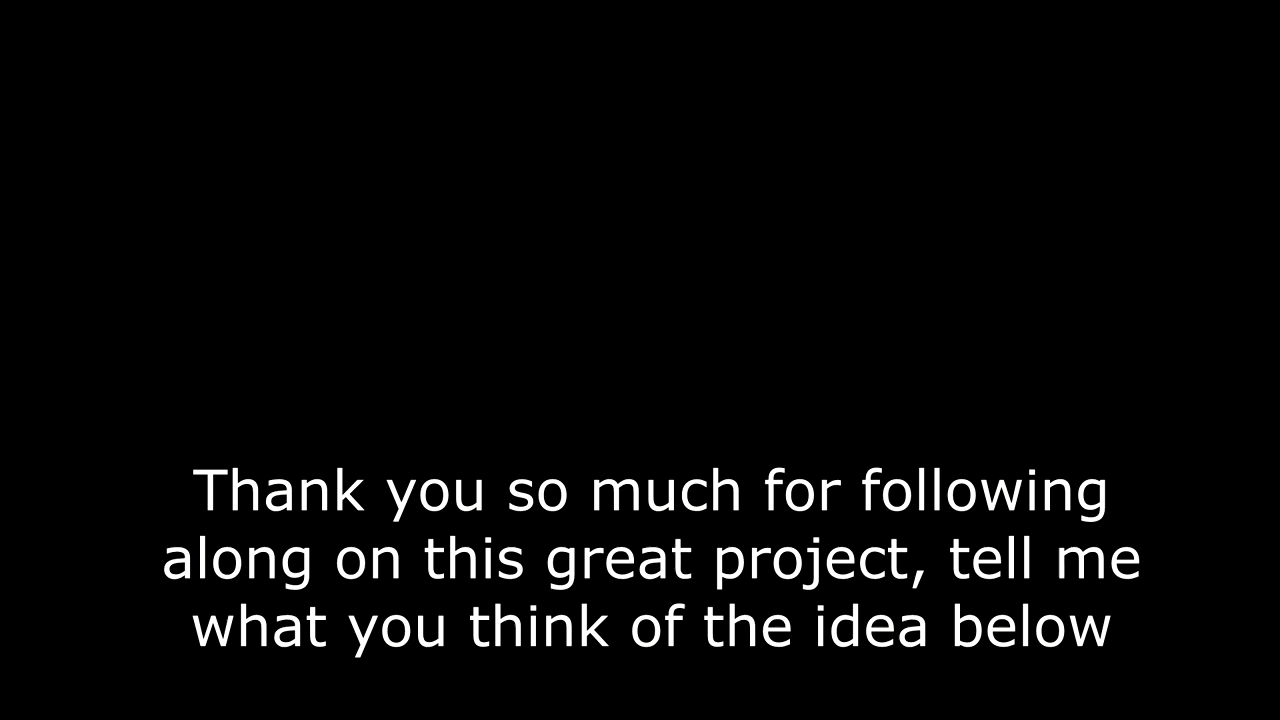 Thank you so much for following
along on this great project, tell me
what you think of the idea below